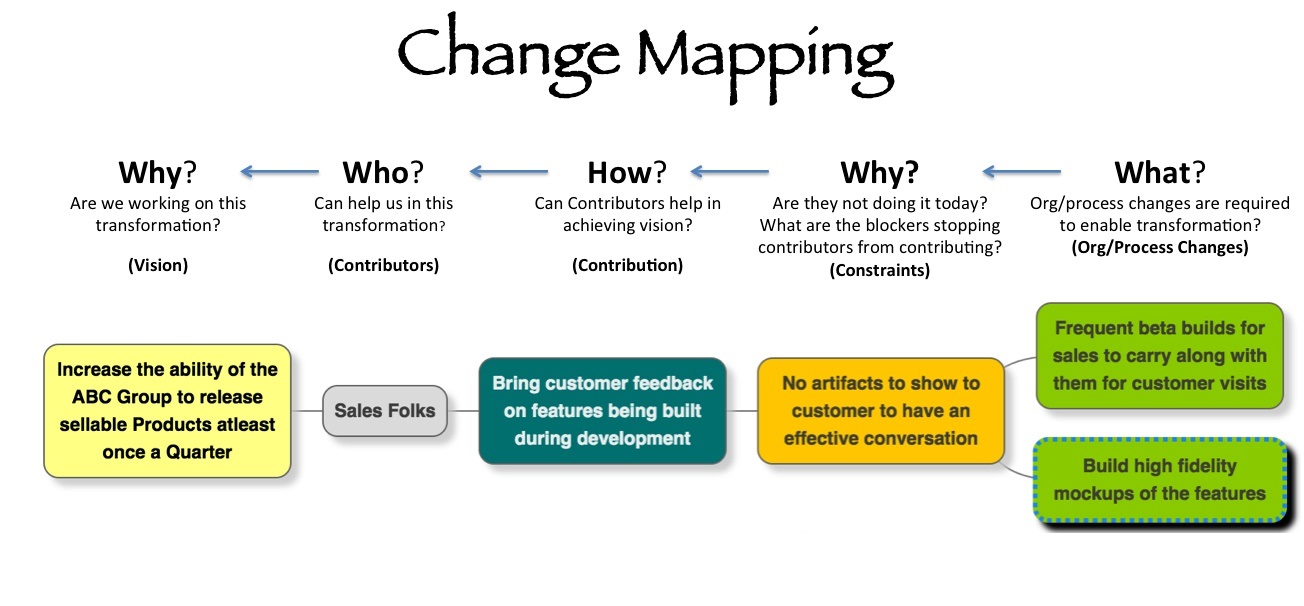 Change Mapping
Why?
Are we working on this
transformation?
(Vision)
Who?
Can help us in this
transformation?
(Contributors)
How?
Can Contributors help in
achieving vision?
(Contribution)
Why?
Are they not doing it today?
What are the blockers stopping
contributors from contributing?
(Constraints)
What?
Org/process changes are required
to enable transformation?
(Org/Process Changes)
Increase the ability of the
ABC Group to release
sellable Products atleast
once a Quarter
Sales Folks
Bring customer feedback
on features being built
during development
No artifacts to show to
customer to have an
effective conversation
Frequent beta builds for
sales to carry along with
them for customer visits
Build high fidelity
mockups of the features